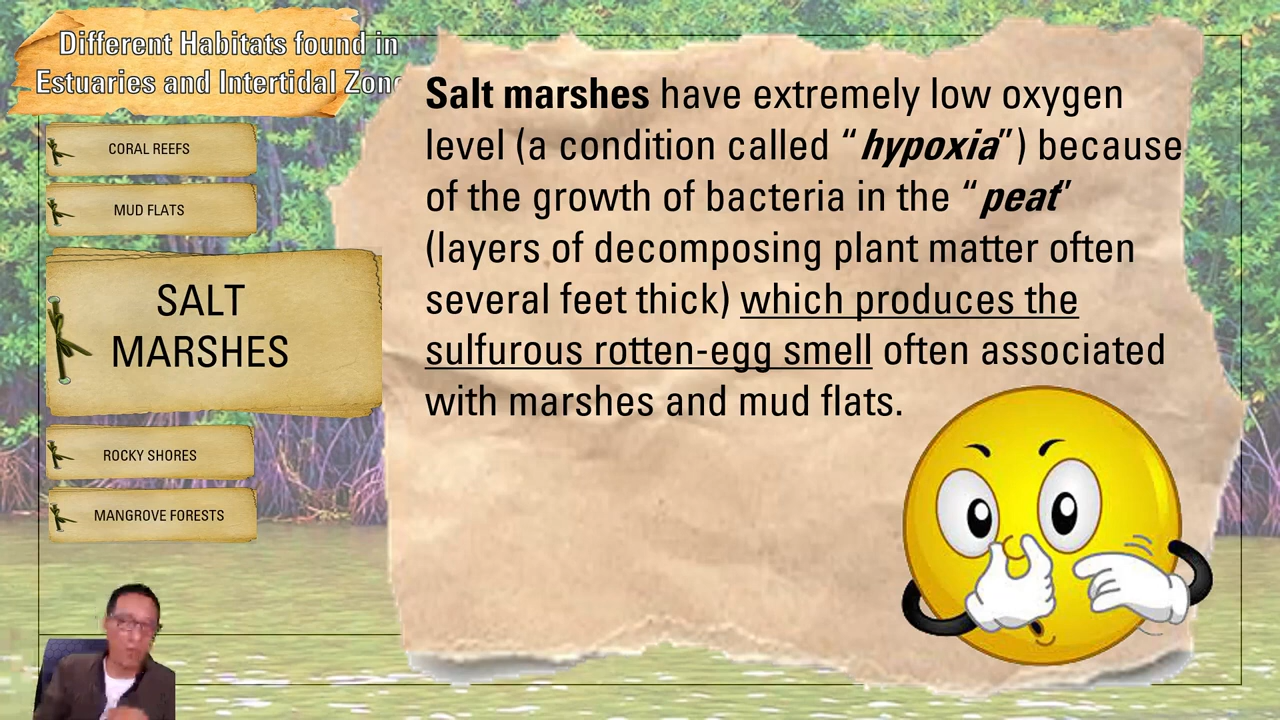 Different Habitats found in
Estuaries and Intertidal Zone
CORAL REEFS
MUD FLATS
SALT
MARSHES
ROCKY SHORES
MANGROVE FORESTS
Salt marshes have extremely low oxygen
level (a condition called “hypoxia”) because
of the growth of bacteria in the “peat”
(layers of decomposing plant matter often
several feet thick) which produces the
sulfurous rotten-egg smell often associated
with marshes and mud flats.